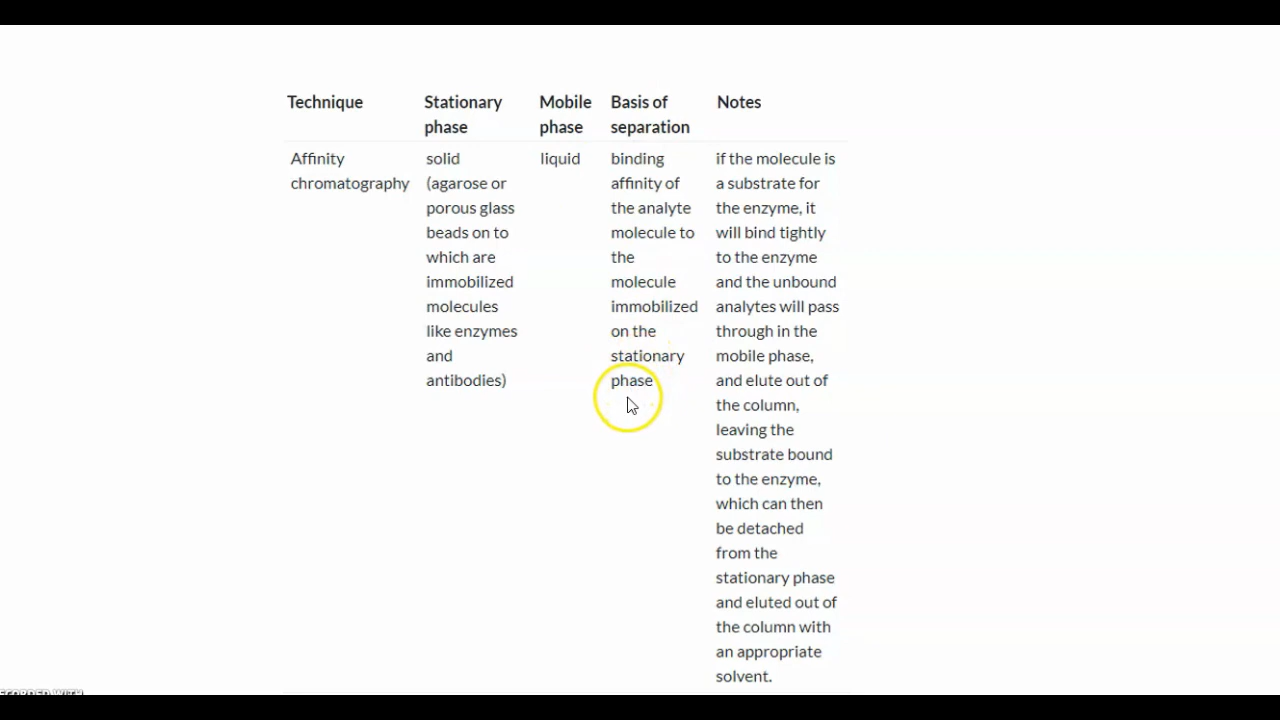 Technique
Stationary
phase
Mobile
phase
Basis of
separation
Notes
Affinity
chromatography
solid
(agarose or
porous glass
beads on to
which are
immobilized
molecules
like enzymes
and
antibodies)
liquid
binding
affinity of
the analyte
molecule to
the
molecule
immobilized
on the
stationary
phase
if the molecule is
a substrate for
the enzyme, it
will bind tightly
to the enzyme
and the unbound
analytes will pass
through in the
mobile phase,
and elute out of
the column,
leaving the
substrate bound
to the enzyme,
which can then
be detached
from the
stationary phase
and eluted out of
the column with
an appropriate
solvent.